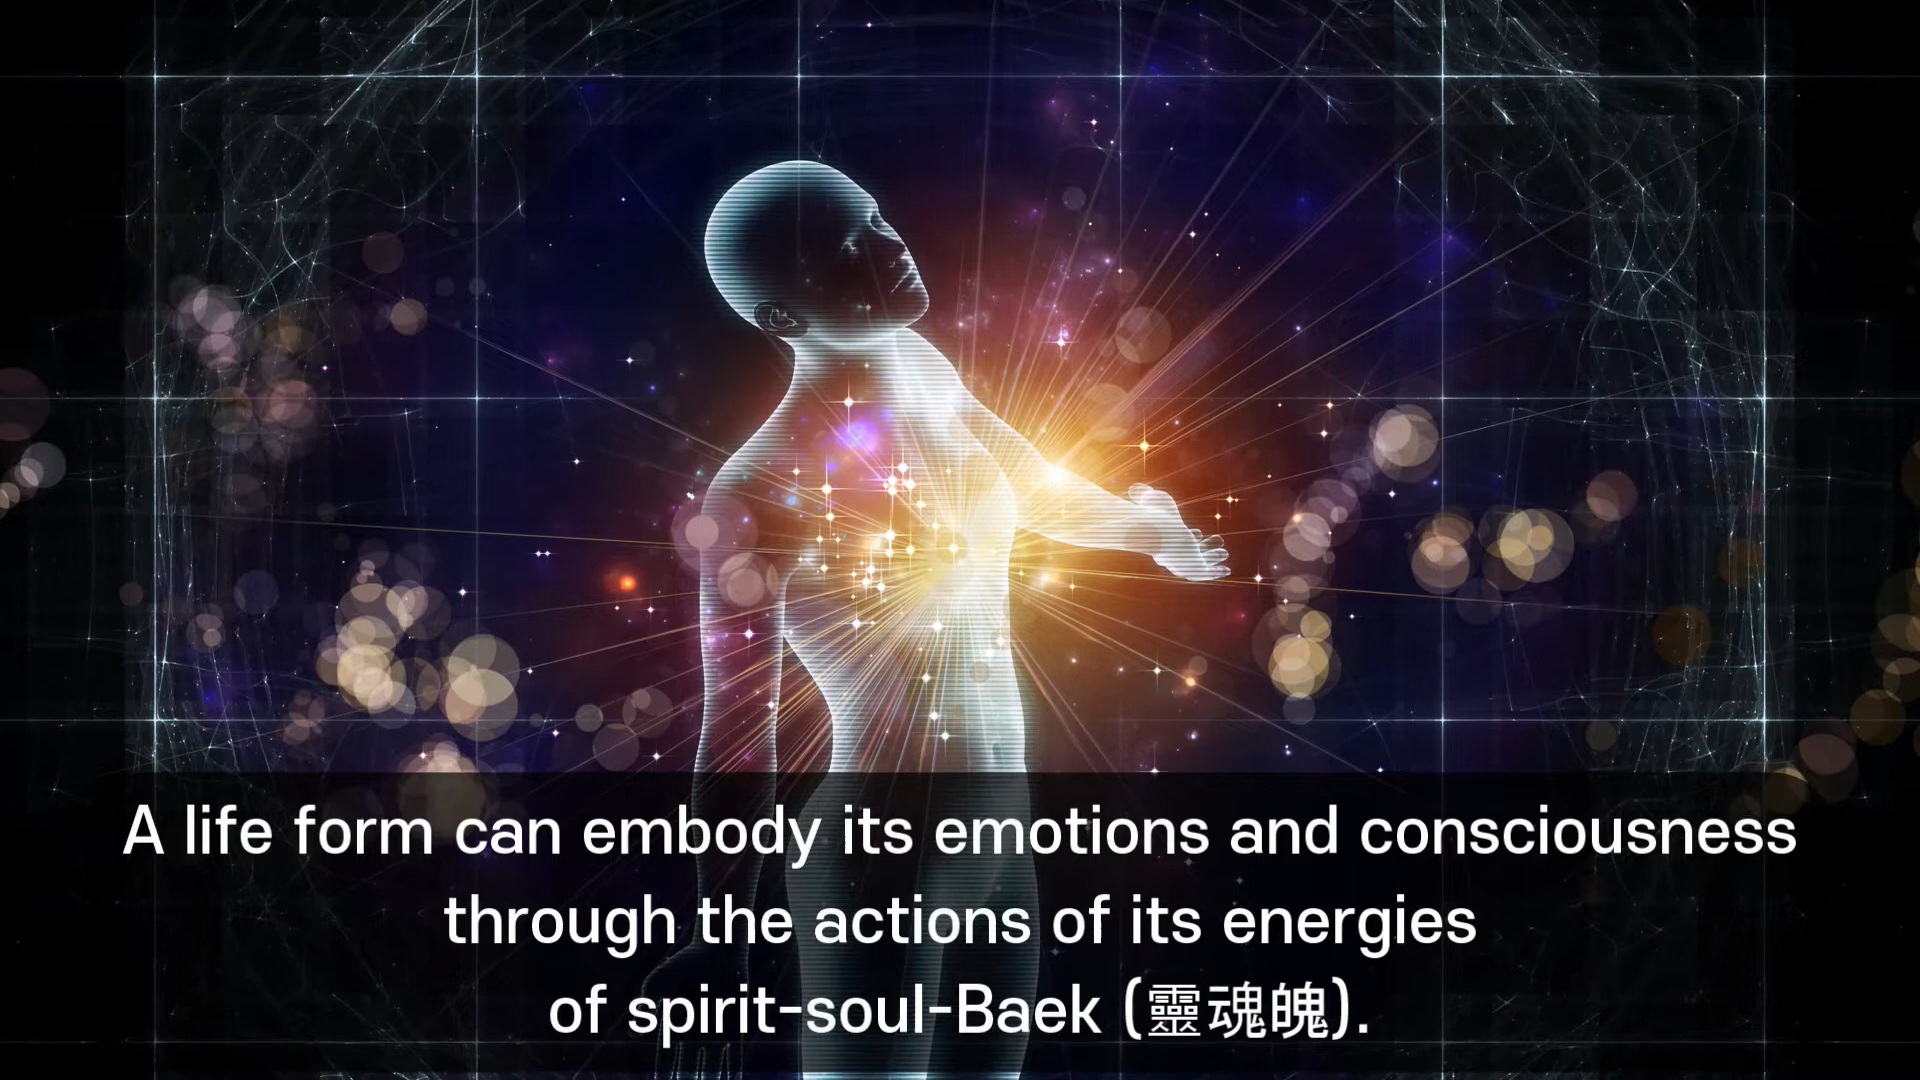 A life form can embody its emotions and consciousness
through the actions of its energies
of spirit-soul-Baek (靈魂魄).